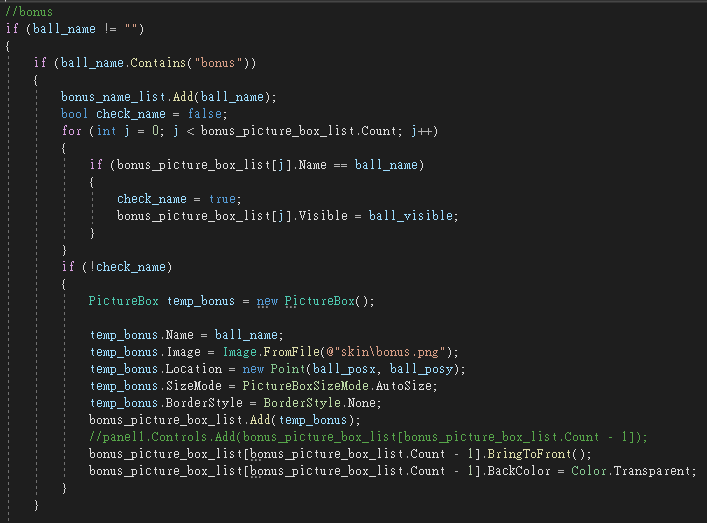 //bonus
if (ball_name != "")
{
if (ball_name.Contains("bonus"))
{
bonus_name_list.Add(ball_name);
bool check_name = false;
for (int j = 0; j < bonus_picture_box_list.Count; j++)
{
if (bonus_picture_box_list[j].Name == ball_name)
{
check_name = true;
bonus_picture_box_list[j].Visible = ball_visible;
}
}
if (!check_name)
{
PictureBox temp_bonus = new PictureBox();
temp_bonus.Name = ball_name;
temp_bonus.Image = Image.FromFile(@"skin\bonus.png");
temp_bonus.Location = new Point(ball_posx, ball_posy);
temp_bonus.SizeMode = PictureBoxSizeMode.AutoSize;
temp_bonus.BorderStyle = BorderStyle.None;
bonus_picture_box_list.Add(temp_bonus);
//panel1.Controls.Add(bonus_picture_box_list[bonus_picture_box_list.Count - 1]);
bonus_picture_box_list[bonus_picture_box_list.Count - 1].BringToFront();
bonus_picture_box_list[bonus_picture_box_list.Count - 1].BackColor = Color.Transparent;
}
}